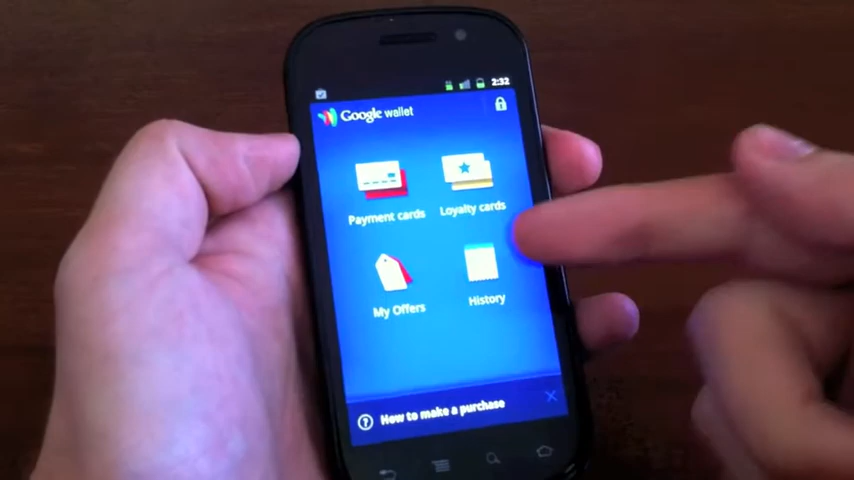 2:32
Google wallet
Payment cards
Loyalty cards
My Offers
History
? How to make a purchase